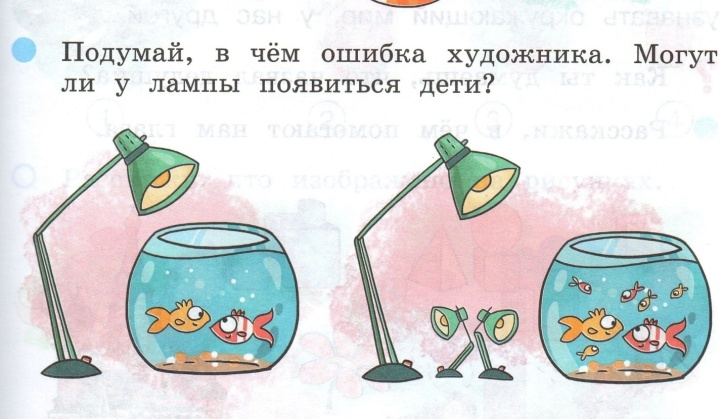 Подумай, в чём ошибка художника. Могут
ли у лампы появиться дети?